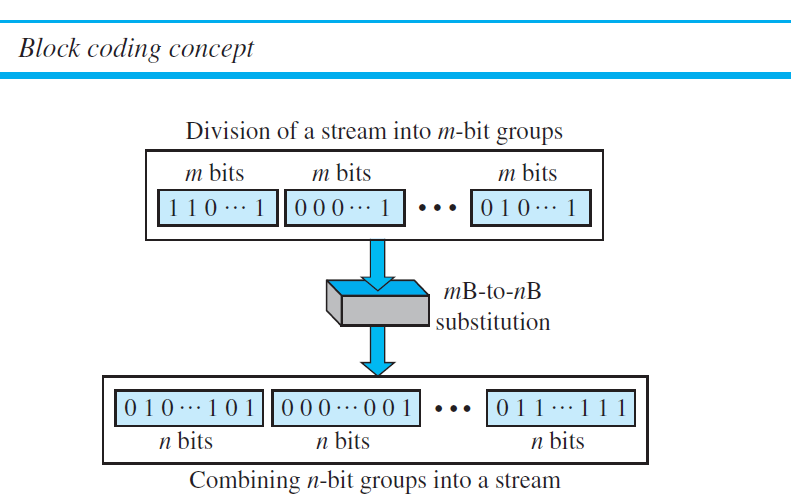 Block coding concept
Division of a stream into m-bit groups
m bits m bits m bits
1 1 0 ··· 1 0 0 0 ··· 1 ••• 0 1 0 ··· 1
mB-to-nB
substitution
0 1 0 ··· 1 0 1 0 0 0 ··· 0 0 1 ••• 0 1 1 ··· 1 1 1
n bits n bits n bits
Combining n-bit groups into a stream